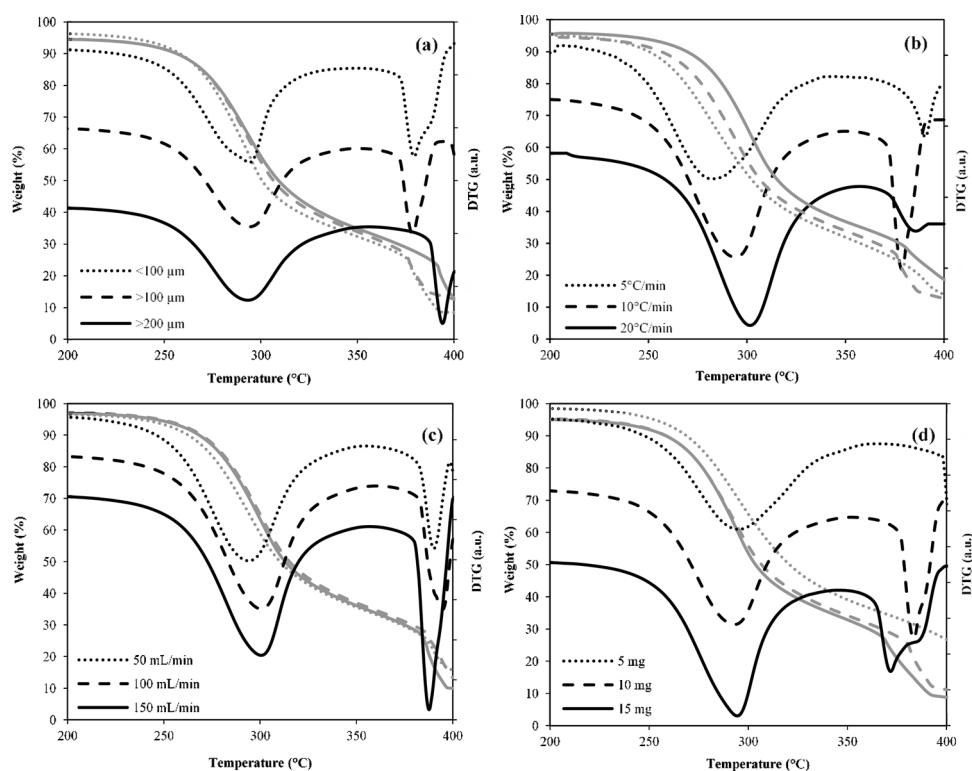 (a)
100
90
80
70
60
50
40
30
20
10
0
Weight (%)
DTG (a.u.)
<100 µm
>100 µm
>200 µm
200 250 300 350 400
Temperature (°C)
(b)
100
90
80
70
60
50
40
30
20
10
0
Weight (%)
DTG (a.u.)
5°C/min
10°C/min
20°C/min
200 250 300 350 400
Temperature (°C)
(c)
100
90
80
70
60
50
40
30
20
10
0
Weight (%)
DTG (a.u.)
50 mL/min
100 mL/min
150 mL/min
200 250 300 350 400
Temperature (°C)
(d)
100
90
80
70
60
50
40
30
20
10
0
Weight (%)
DTG (a.u.)
5 mg
10 mg
15 mg
200 250 300 350 400
Temperature (°C)